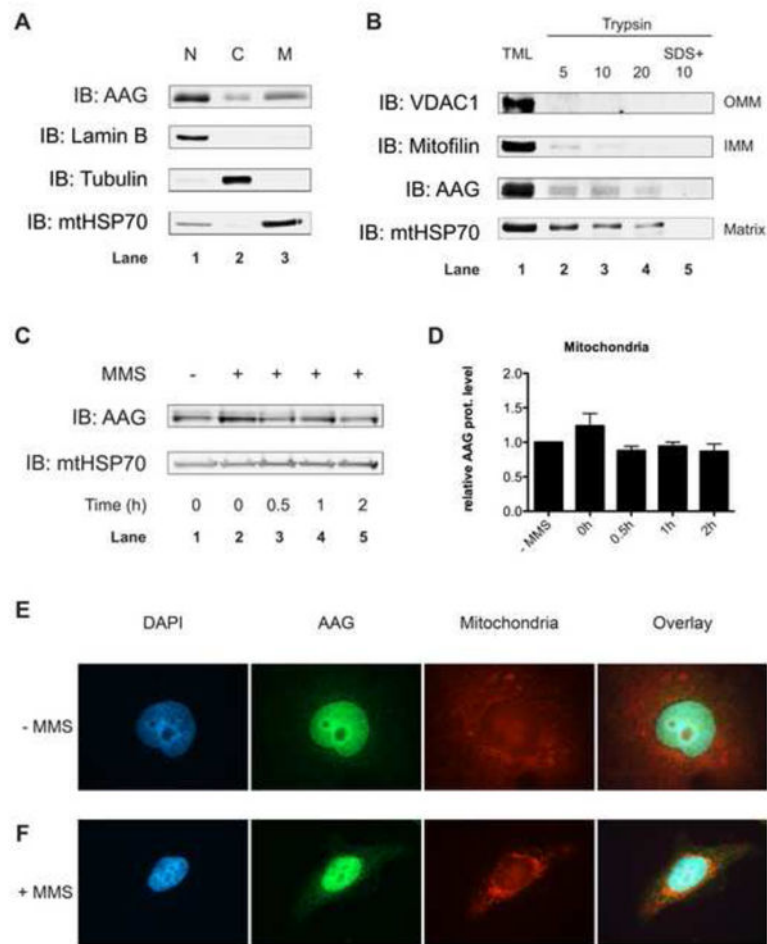 A
N C M
IB: AAG
IB: Lamin B
IB: Tubulin
IB: mtHSP70
Lane 1 2 3
B
Trypsin
TML 5 10 20 SDS+ 10
IB: VDAC1 OMM
IB: Mitofilin IMM
IB: AAG
IB: mtHSP70 Matrix
Lane 1 2 3 4 5
C
MMS - + + + +
IB: AAG
IB: mtHSP70
Time (h) 0 0 0.5 1 2
Lane 1 2 3 4 5
D
Mitochondria
relative AAG prot. level
2.0
1.5
1.0
0.5
0.0
- MMS 0h 0.5h 1h 2h
E
DAPI AAG Mitochondria Overlay
- MMS
F
+ MMS